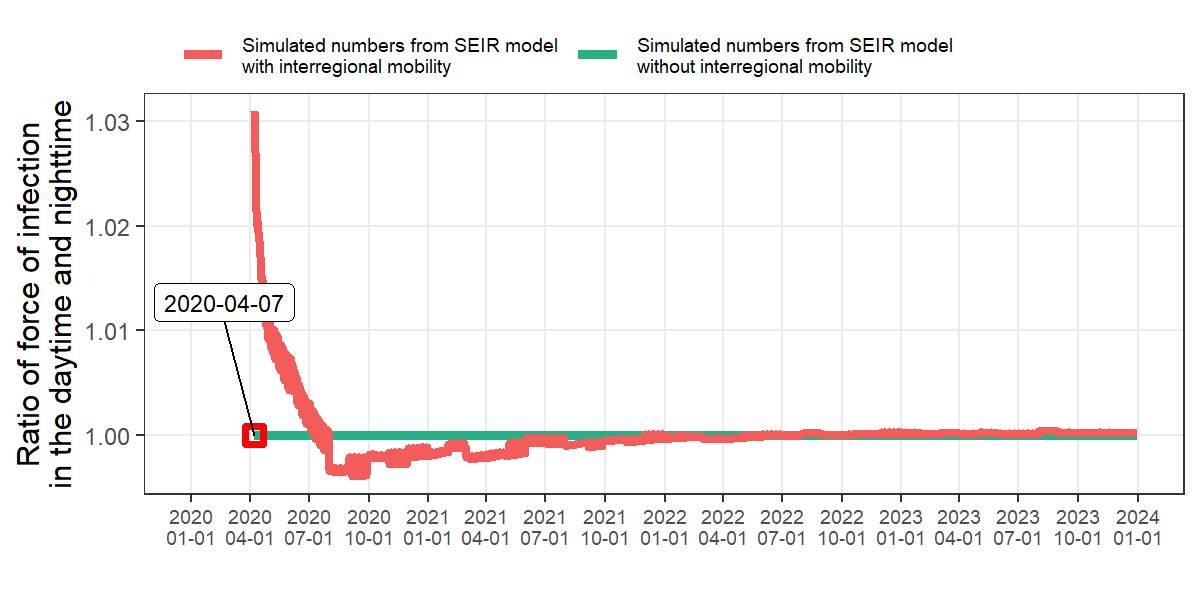 Simulated numbers from SEIR model
with interregional mobility
Simulated numbers from SEIR model
without interregional mobility
Ratio of force of infection
in the daytime and nighttime
1.03
1.02
1.01
1.00
2020-04-07
2020 2020 2020 2020 2021 2021 2021 2021 2022 2022 2022 2022 2023 2023 2023 2023 2024
01-01 04-01 07-01 10-01 01-01 04-01 07-01 10-01 01-01 04-01 07-01 10-01 01-01 04-01 07-01 10-01 01-01